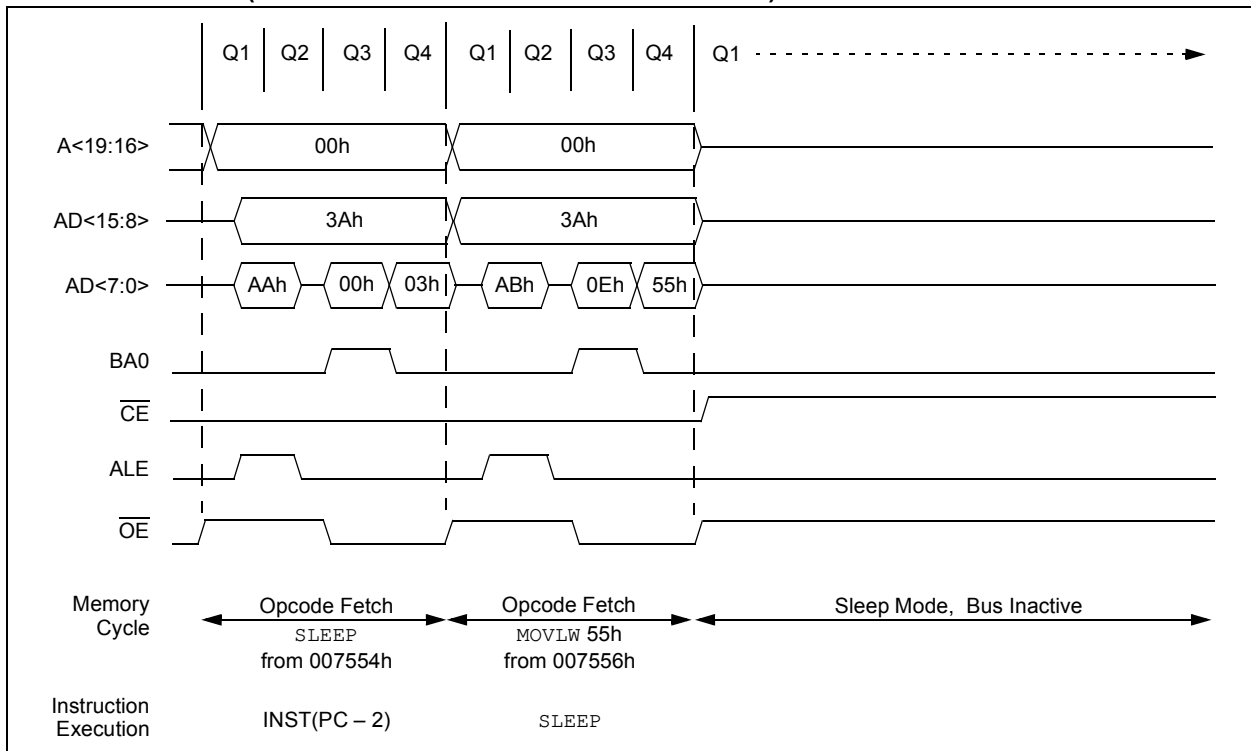 Q1 Q2 Q3 Q4 Q1 Q2 Q3 Q4 Q1
A<19:16> 00h 00h
AD<15:8> 3Ah 3Ah
AD<7:0> AAh 00h 03h ABh 0Eh 55h
BA0
CE
ALE
OE
Memory Cycle
Opcode Fetch
SLEEP
from 007554h
Opcode Fetch
MOVLW 55h
from 007556h
Sleep Mode, Bus Inactive
Instruction
Execution
INST(PC – 2) SLEEP